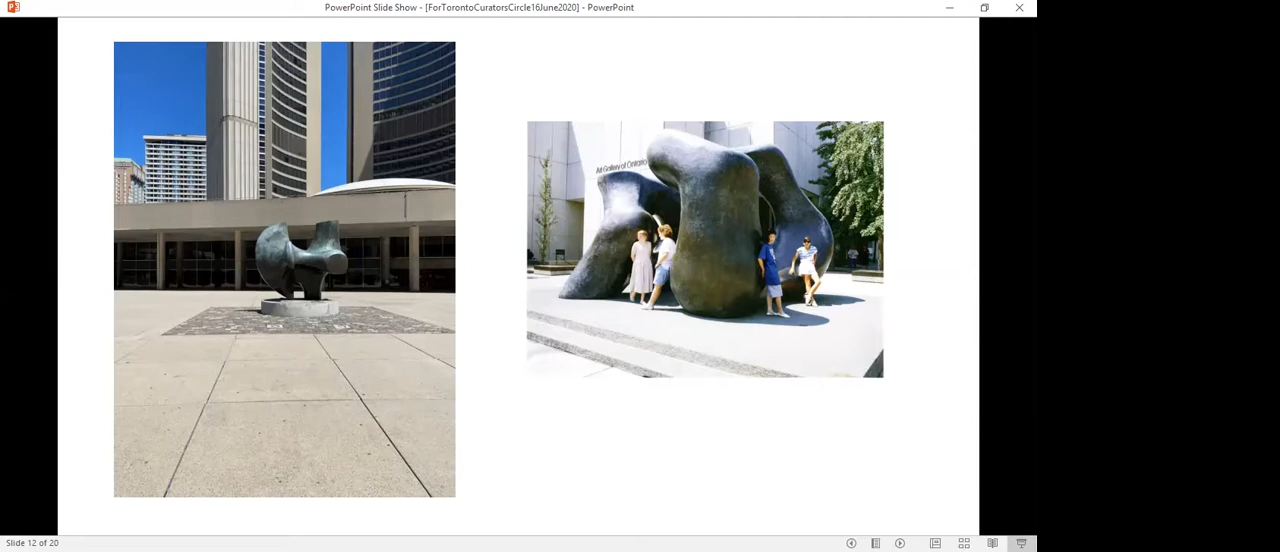 PowerPoint Slide Show - [ForTorontoCuratorsCircle16June2020] - PowerPoint
Art Gallery of Ontario
Slide 12 of 20